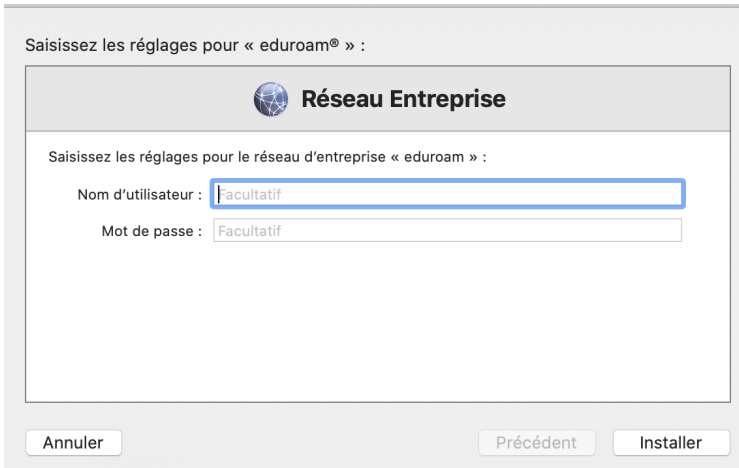 Saisissez les réglages pour « eduroam® » :
Réseau Entreprise
Saisissez les réglages pour le réseau d’entreprise « eduroam » :
Nom d’utilisateur : Facultatif
Mot de passe : Facultatif
Annuler Précédent Installer